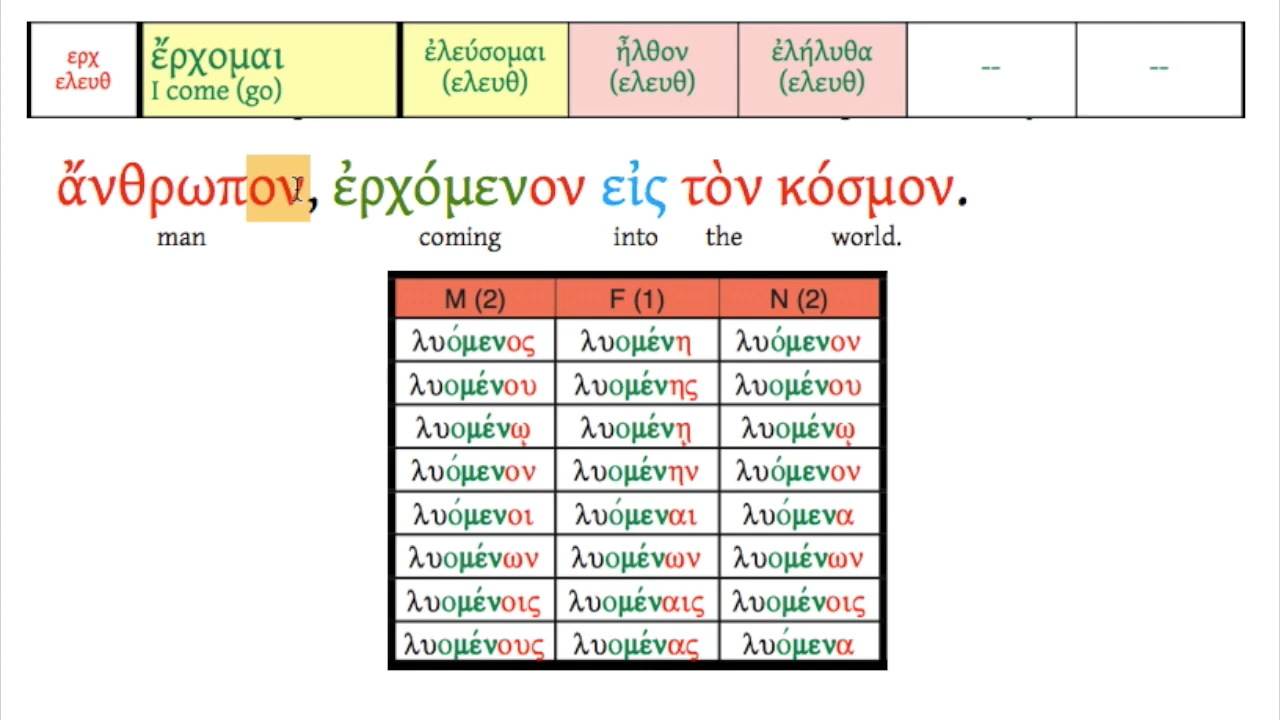 ερχ ἔρχομαι ἐλεύσομαι ἦλθον ἐλήλυθα -- --
ελευθ I come (go) (ελευθ) (ελευθ) (ελευθ)
ἄνθρωπον, ἐρχόμενον εἰς τὸν κόσμον.
man coming into the world.
M (2) F (1) N (2)
λυόμενος λυομένη λυόμενον
λυομένου λυομένης λυομένου
λυομένῳ λυομένῃ λυομένῳ
λυόμενον λυομένην λυόμενον
λυόμενοι λυόμεναι λυόμενα
λυομένων λυομένων λυομένων
λυομένοις λυομέναις λυομένοις
λυομένους λυομένας λυόμενα